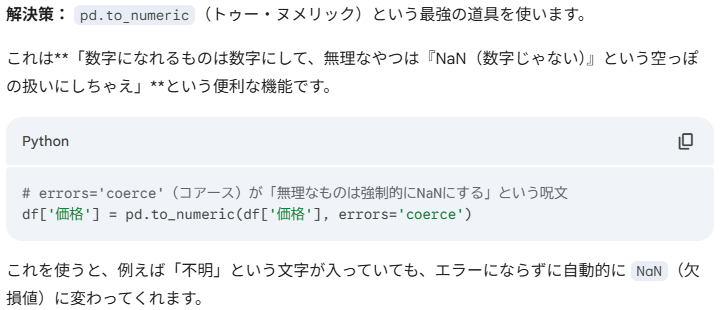 解決策： pd.to_numeric（トゥー・ヌメリック）という最強の道具を使います。
これは**「数字になれるものは数字にして、無理なやつは『NaN（数字じゃない）』という空っぽ
の扱いにしちゃえ」**という便利な機能です。
Python
# errors='coerce'（コアース）が「無理なものは強制的にNaNにする」という呪文
df['価格'] = pd.to_numeric(df['価格'], errors='coerce')
これを使うと、例えば「不明」という文字が入っていても、エラーにならずに自動的に NaN（欠
損値）に変わってくれます。